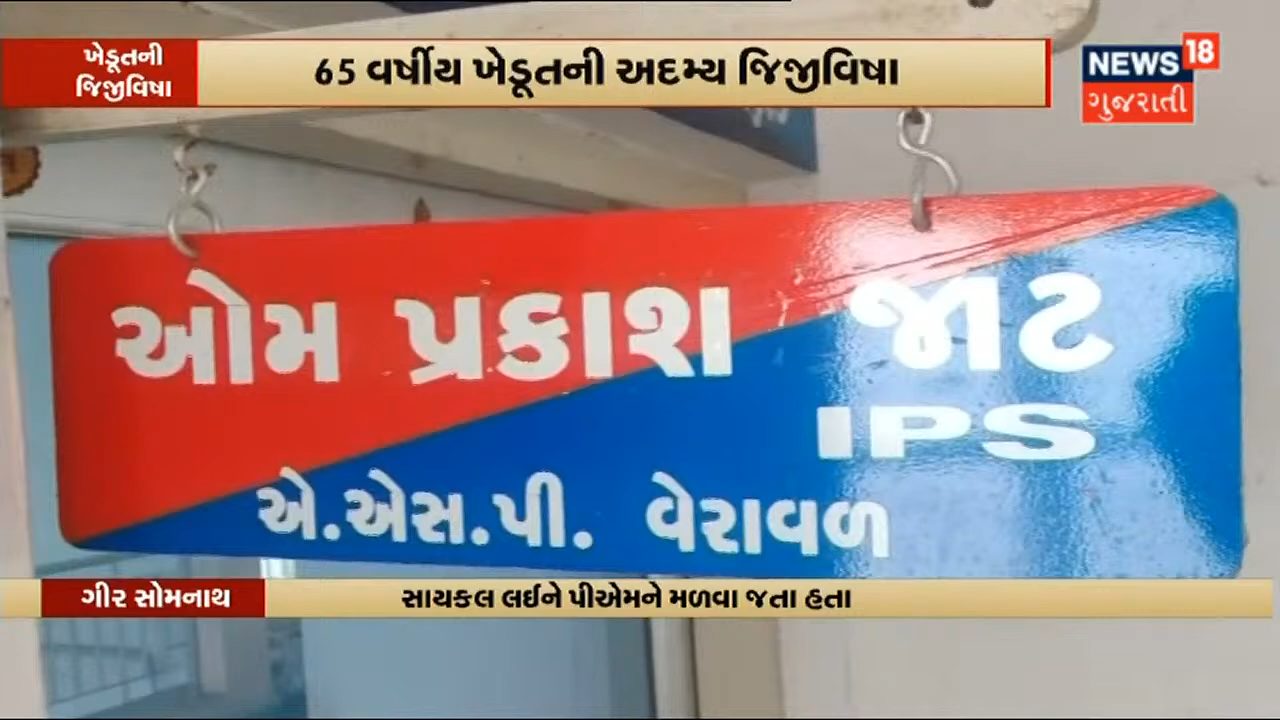 ખેડૂતની
જિજીવિષા
65 વર્ષીય ખેડૂતની અદમ્ય જિજીવિષા
NEWS 18
ગુજરાતી
ઓમ પ્રકાશ જાટ
IPS
એ.એસ.પી. વેરાવળ
ગીર સોમનાથ
સાયકલ લઈને પીએમને મળવા જતા હતા